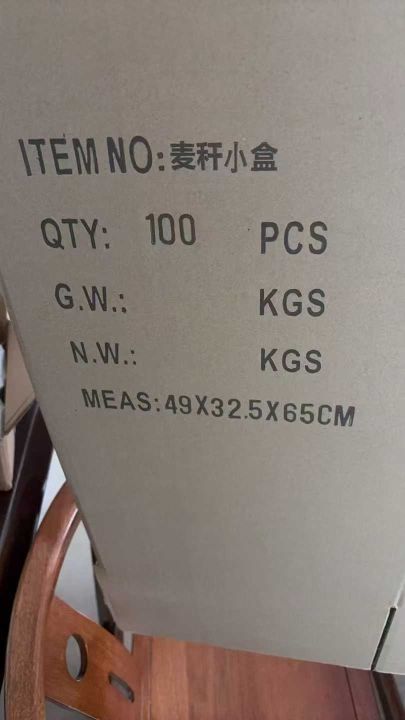 ITEM NO:麦秆小盒
QTY: 100 PCS
G.W.: KGS
N.W.: KGS
MEAS:49X32.5X65CM